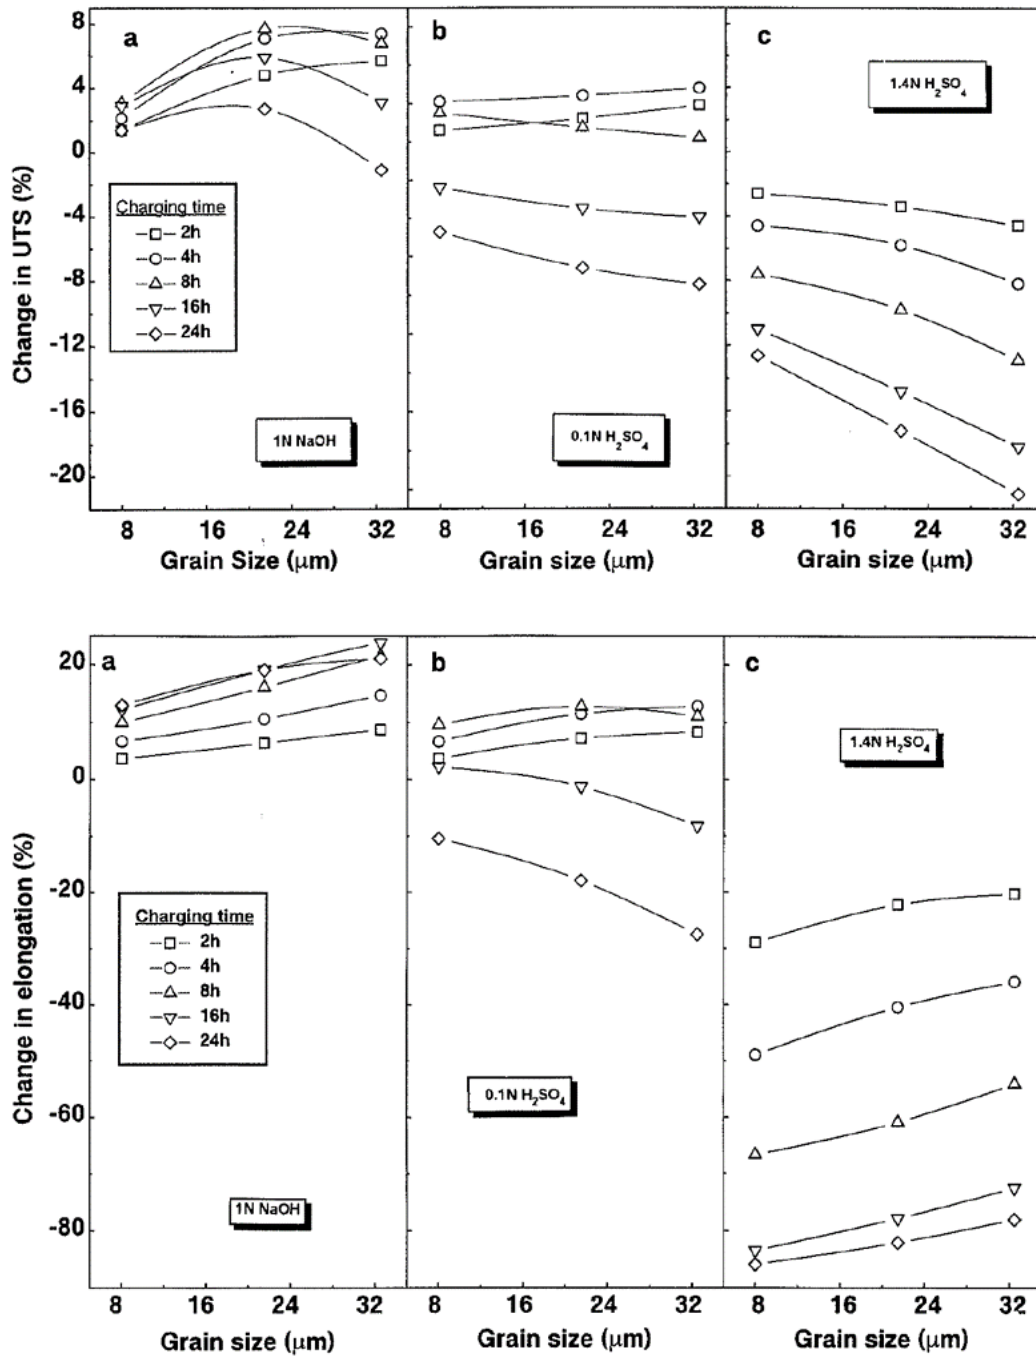 a
b
c
8
4
0
-4
-8
-12
-16
-20
Change in UTS (%)
Charging time
2h
4h
8h
16h
24h
1N NaOH
0.1N H2SO4
1.4N H2SO4
8 16 24 32
8 16 24 32
8 16 24 32
Grain Size (μm)
Grain size (μm)
Grain size (μm)
a
b
c
20
0
-20
-40
-60
-80
Change in elongation (%)
Charging time
2h
4h
8h
16h
24h
1N NaOH
0.1N H2SO4
1.4N H2SO4
8 16 24 32
8 16 24 32
8 16 24 32
Grain size (μm)
Grain size (μm)
Grain size (μm)